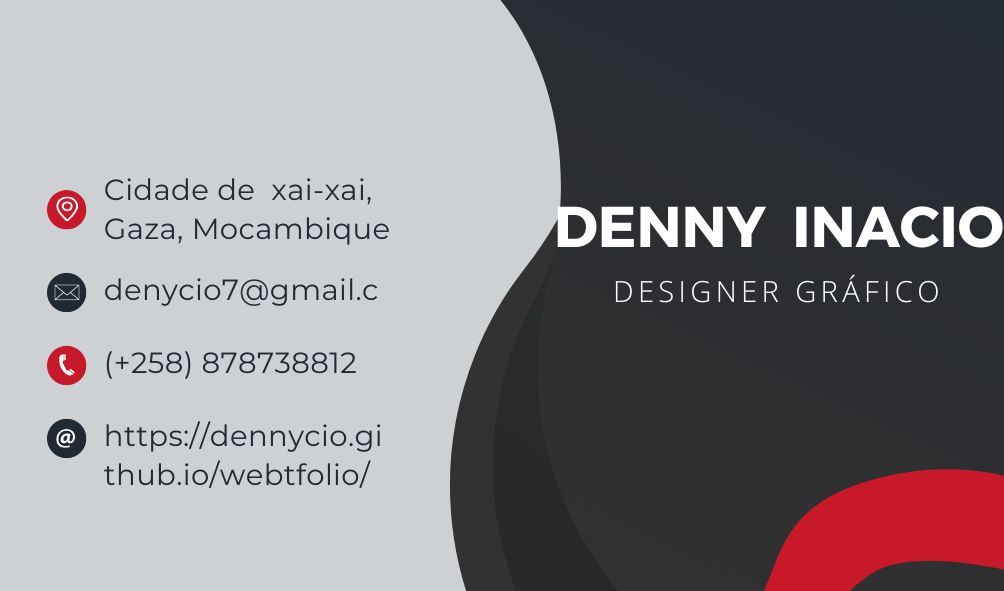 Cidade de xai-xai,
Gaza, Mocambique
denycio7@gmail.c
(+258) 878738812
@
https://dennycio.gi
thub.io/webtfolio/
DENNY INACIO
DESIGNER GRÁFICO